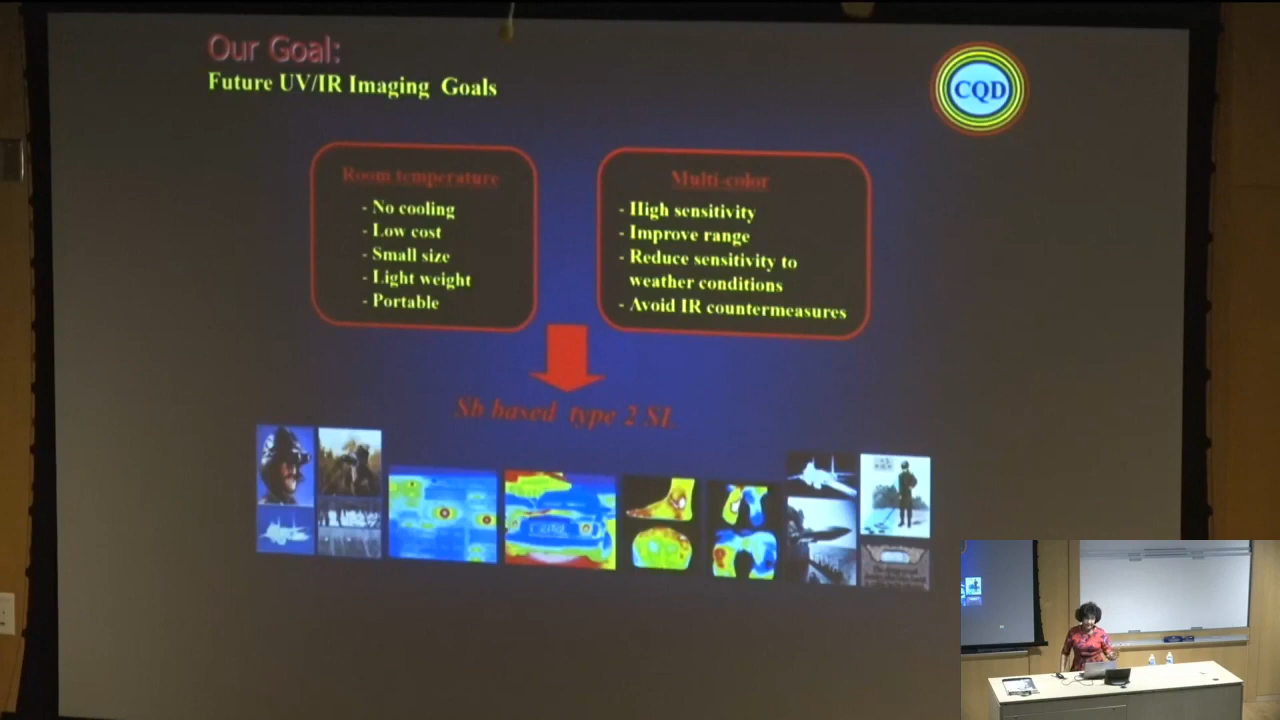 Our Goal:
Future UV/IR Imaging Goals
CQD
Room temperature
- No cooling
- Low cost
- Small size
- Light weight
- Portable
Multi-color
- High sensitivity
- Improve range
- Reduce sensitivity to
weather conditions
- Avoid IR countermeasures
Sb based type 2 SL